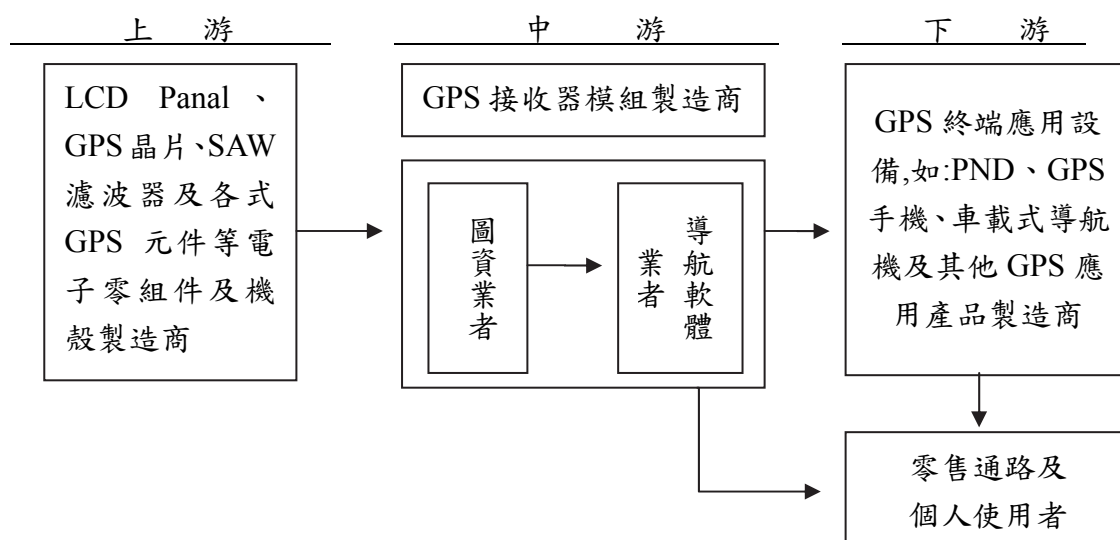 上 游
中 游
下 游
LCD Panal 、
GPS 晶片、SAW
濾波器及各式
GPS 元件等電
子零組件及機
殼製造商
GPS 接收器模組製造商
圖資業者
導航軟體
業者
GPS 終端應用設
備,如:PND、GPS
手機、車載式導航
機及其他 GPS 應
用產品製造商
零售通路及
個人使用者